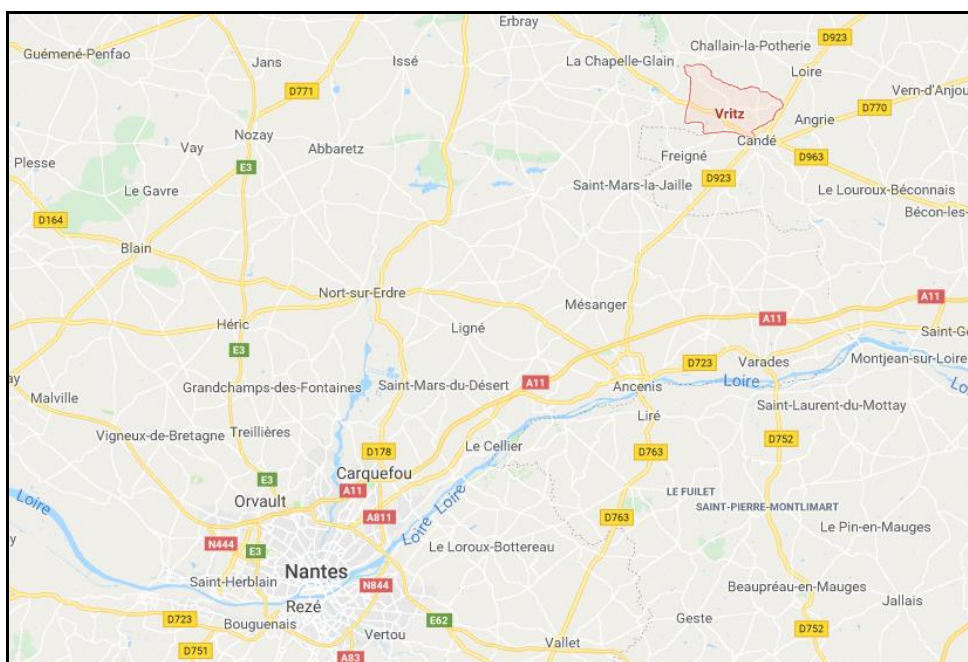 Erbray
Guémené-Penfao
Jans
Issé
La Chapelle-Glain
Challain-la-Potherie
D923
Loire
D771
Vern-d'Anjou
Vritz
D770
Nozay
Angrie
Vay
Abbaretz
Candé
Plesse
E3
Freigné
D963
Le Gavre
Saint-Mars-la-Jaille
D923
Le Louroux-Béconnais
D164
Bécon-les-
Blain
Nort-sur-Erdre
Mésanger
A11
Héric
Ligné
A11
Saint-Ge
E3
D723
Varades
Montjean-sur-Loire
ay
Grandchamps-des-Fontaines
Saint-Mars-du-Désert
A11
Ancenis
Loire
Malville
Liré
Saint-Laurent-du-Mottay
Vigneux-de-Bretagne
Treillières
D178
Le Cellier
D763
D752
Carquefou
E3
A11
Loire
Orvault
Loire
LE FUILET
A811
D763
SAINT-PIERRE-MONTLIMART
Loire
Le Pin-en-Mauges
N444
E3
Loire
Le Loroux-Bottereau
Nantes
Saint-Herblain
N844
Beaupréau-en-Mauges
Rezé
Jallais
D723
Bouguenais
E62
Geste
D752
Vertou
Vallet
D751
A83